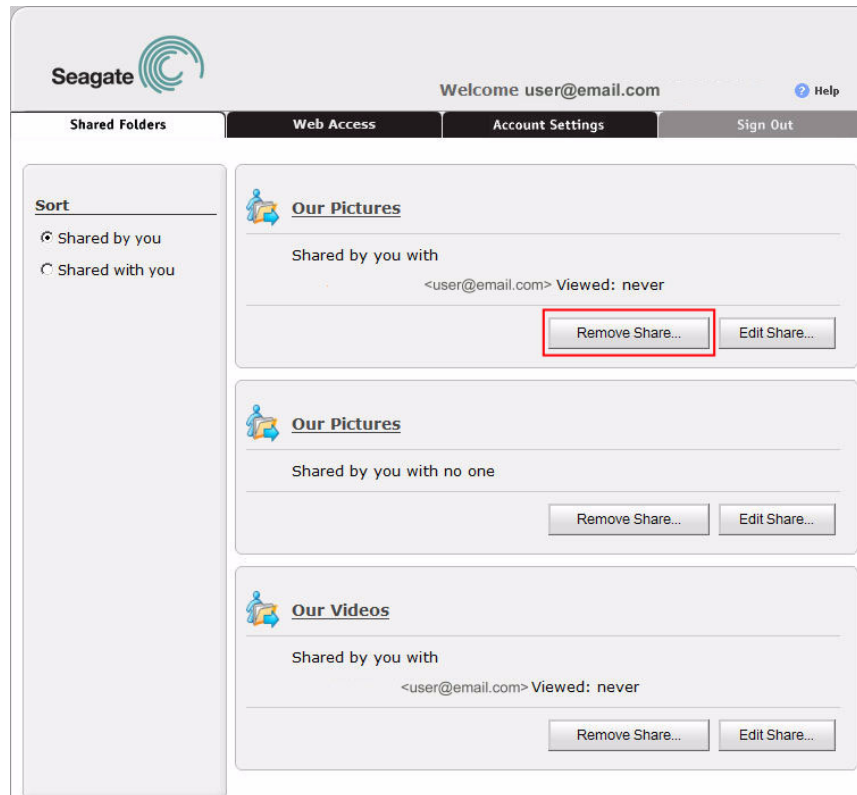 Seagate
Welcome user@email.com
Help
Shared Folders
Web Access
Account Settings
Sign Out
Sort
Shared by you
Shared with you
Our Pictures
Shared by you with
<user@email.com> Viewed: never
Remove Share...
Edit Share...
Our Pictures
Shared by you with no one
Remove Share...
Edit Share...
Our Videos
Shared by you with
<user@email.com> Viewed: never
Remove Share...
Edit Share...